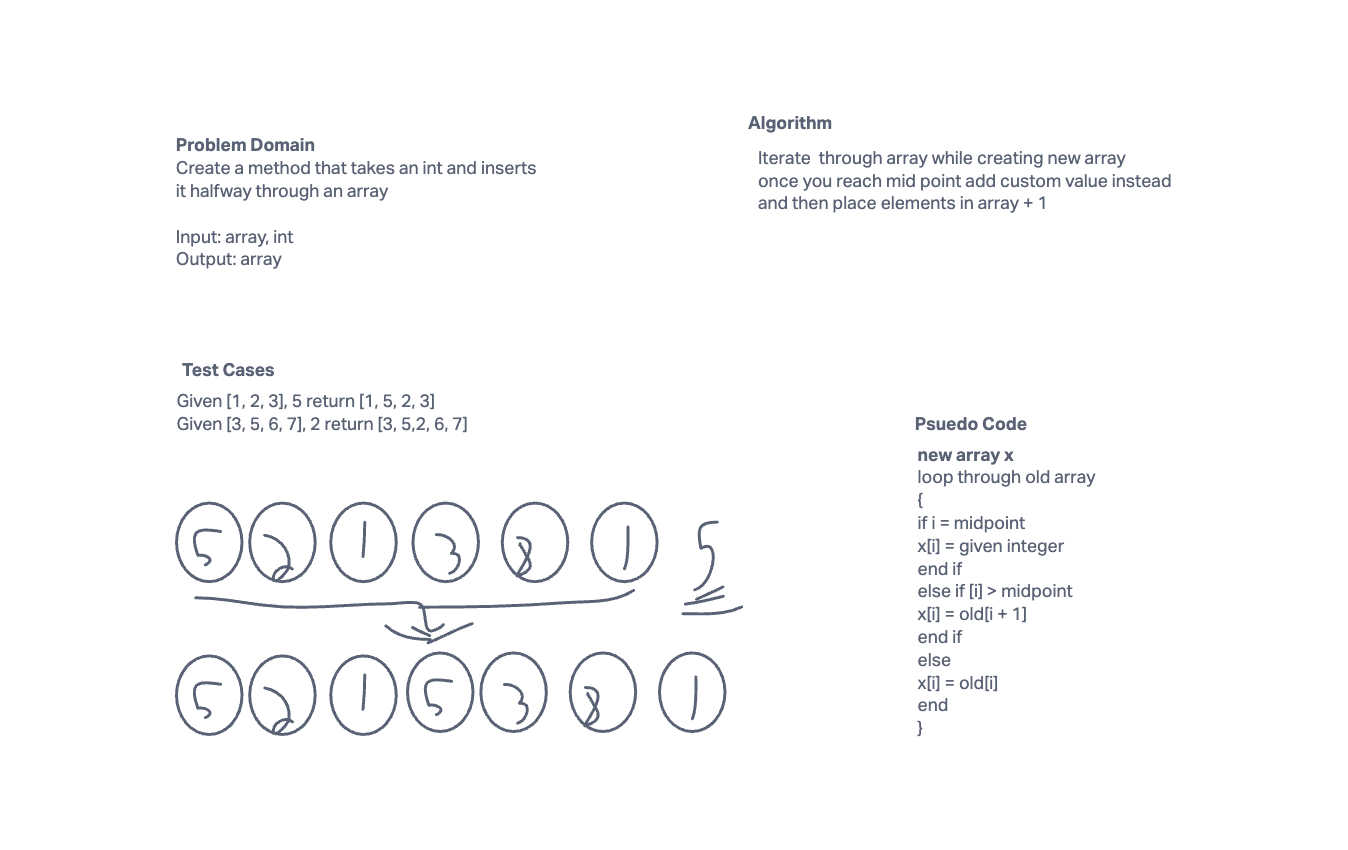 Problem Domain
Create a method that takes an int and inserts
it halfway through an array
Input: array, int
Output: array
Algorithm
Iterate through array while creating new array
once you reach mid point add custom value instead
and then place elements in array + 1
Test Cases
Given [1, 2, 3], 5 return [1, 5, 2, 3]
Given [3, 5, 6, 7], 2 return [3, 5,2, 6, 7]
5 2 1 3 8 1 5
5 2 1 5 3 8 1
Psuedo Code
new array x
loop through old array
{
if i = midpoint
x[i] = given integer
end if
else if [i] > midpoint
x[i] = old[i + 1]
end if
else
x[i] = old[i]
end
}